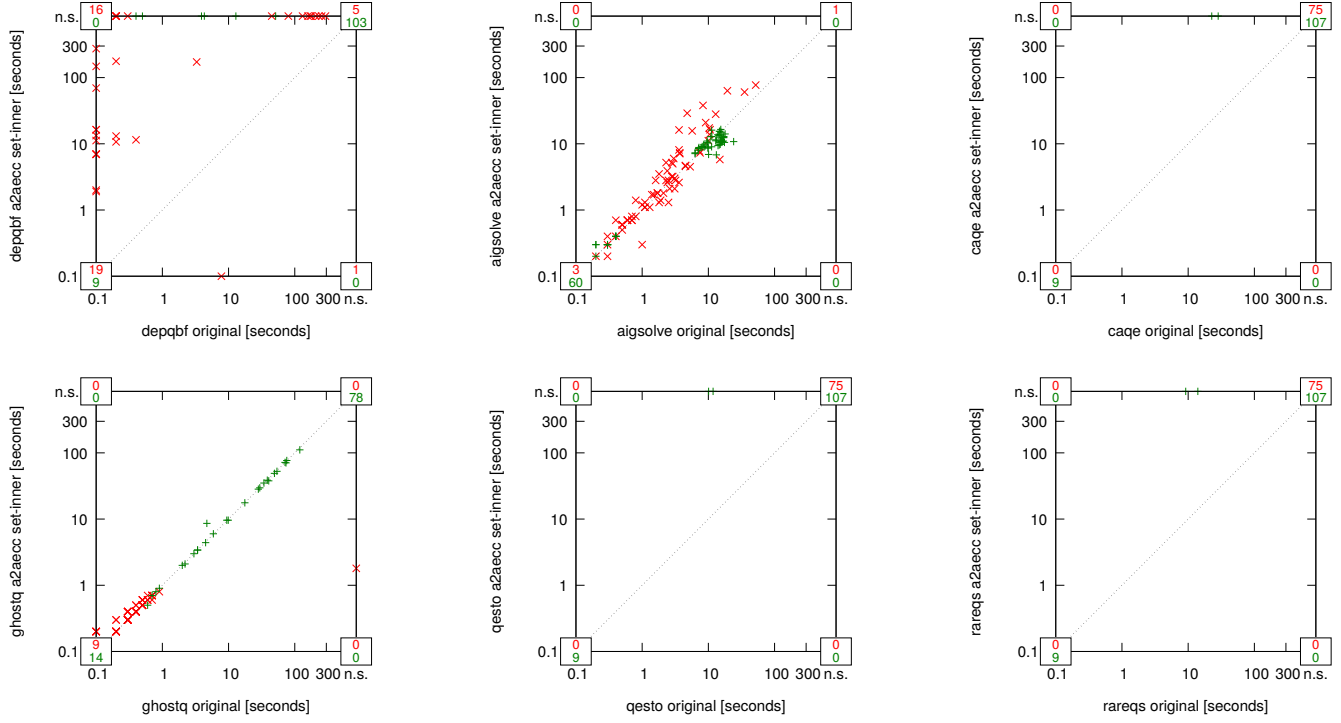 16 5 0 1 0 75
n.s. 0 103 n.s. 0 0 n.s. 0 107
300 300 300
100 100 100
10 10 10
1 1 1
19 1 3 0 0 0
0.1 9 0 0.1 60 0 0.1 9 0
0.1 1 10 100 300 n.s. 0.1 1 10 100 300 n.s. 0.1 1 10 100 300 n.s.
depqbf a2aecc set-inner [seconds]
depqbf original [seconds]
aigsolve a2aecc set-inner [seconds]
aigsolve original [seconds]
caqe a2aecc set-inner [seconds]
caqe original [seconds]
0 0 0 75 0 75
n.s. 0 78 n.s. 0 107 n.s. 0 107
300 300 300
100 100 100
10 10 10
1 1 1
9 0 0 0 0 0
0.1 14 0 0.1 9 0 0.1 9 0
0.1 1 10 100 300 n.s. 0.1 1 10 100 300 n.s. 0.1 1 10 100 300 n.s.
ghostq a2aecc set-inner [seconds]
ghostq original [seconds]
qesto a2aecc set-inner [seconds]
qesto original [seconds]
rareqs a2aecc set-inner [seconds]
rareqs original [seconds]